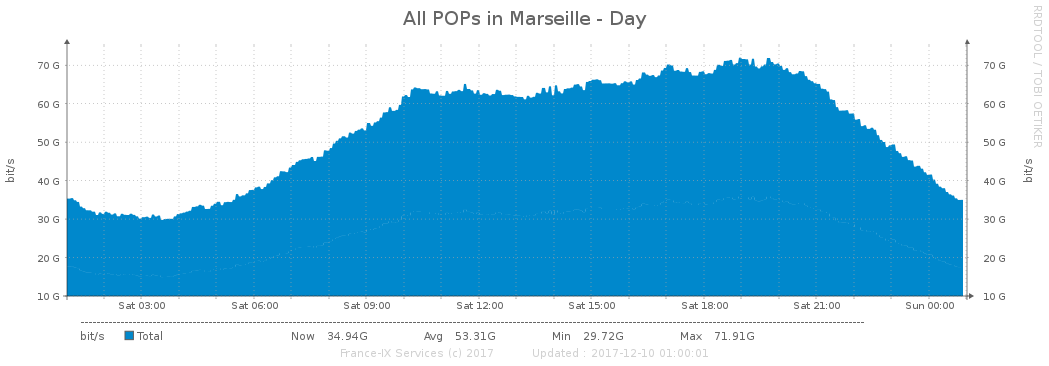 All POPs in Marseille - Day
RRDTOOL / TOBI OETIKER
bit/s
70 G 70 G
60 G 60 G
50 G 50 G
40 G 40 G
30 G 30 G
20 G 20 G
10 G 10 G
bit/s
Sat 03:00 Sat 06:00 Sat 09:00 Sat 12:00 Sat 15:00 Sat 18:00 Sat 21:00 Sun 00:00
bit/s Total Now 34.94G Avg 53.31G Min 29.72G Max 71.91G
France-IX Services (c) 2017 Updated : 2017-12-10 01:00:01